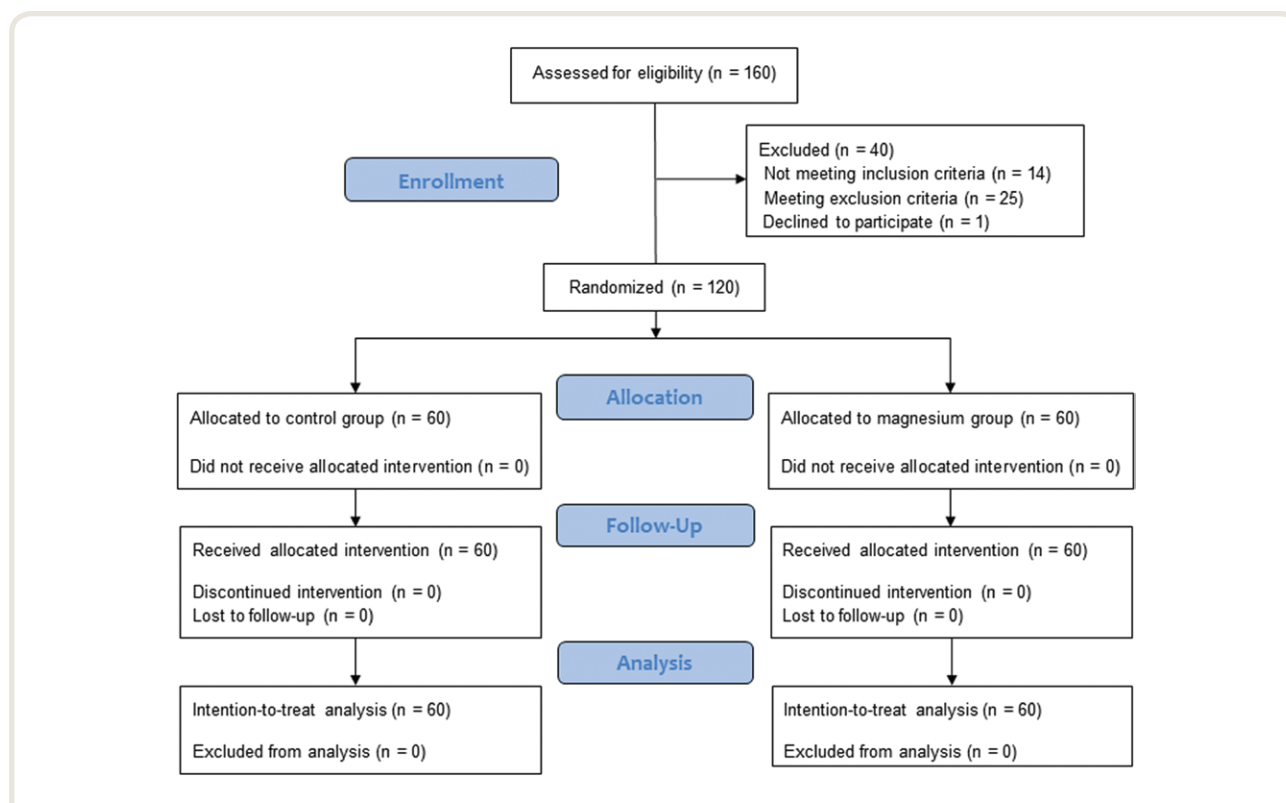 Assessed for eligibility (n = 160)
Excluded (n = 40)
Not meeting inclusion criteria (n = 14)
Meeting exclusion criteria (n = 25)
Declined to participate (n = 1)
Enrollment
Randomized (n = 120)
Allocation
Allocated to control group (n = 60)
Did not receive allocated intervention (n = 0)
Allocated to magnesium group (n = 60)
Did not receive allocated intervention (n = 0)
Follow-Up
Received allocated intervention (n = 60)
Discontinued intervention (n = 0)
Lost to follow-up (n = 0)
Received allocated intervention (n = 60)
Discontinued intervention (n = 0)
Lost to follow-up (n = 0)
Analysis
Intention-to-treat analysis (n = 60)
Excluded from analysis (n = 0)
Intention-to-treat analysis (n = 60)
Excluded from analysis (n = 0)